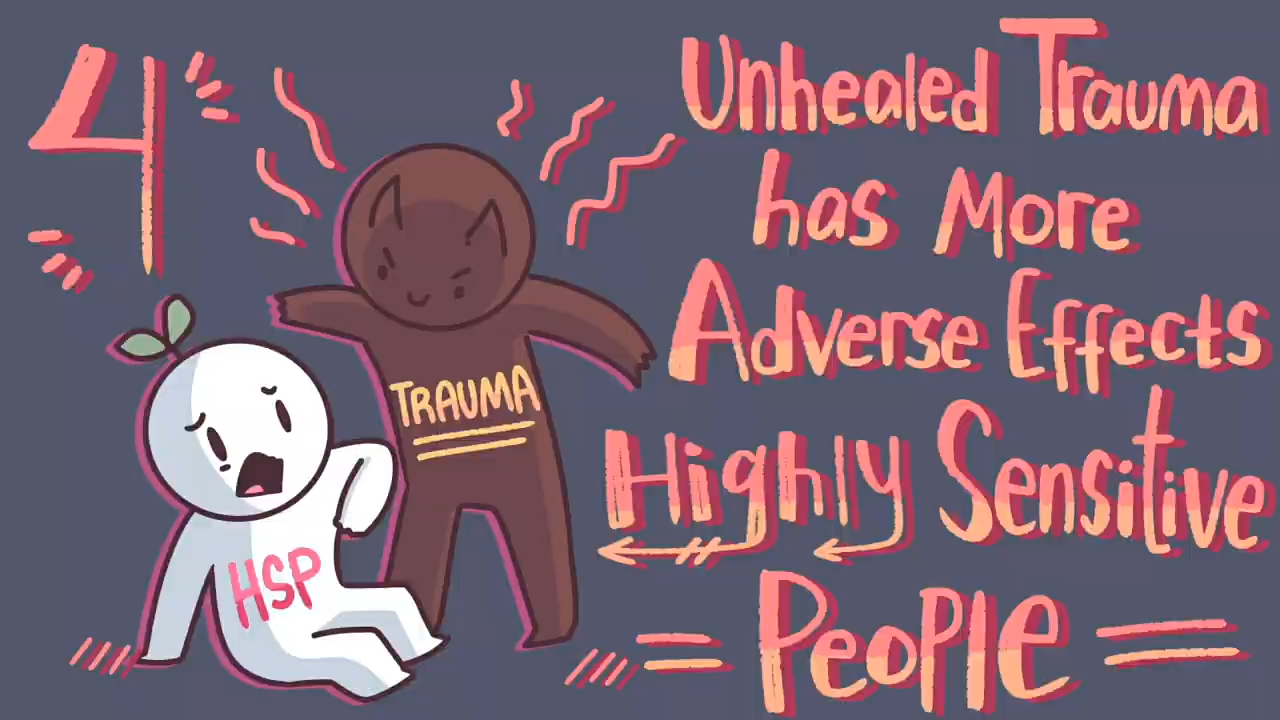 4
Unhealed Trauma
has More
Adverse Effects
Highly Sensitive
People
TRAUMA
HSP